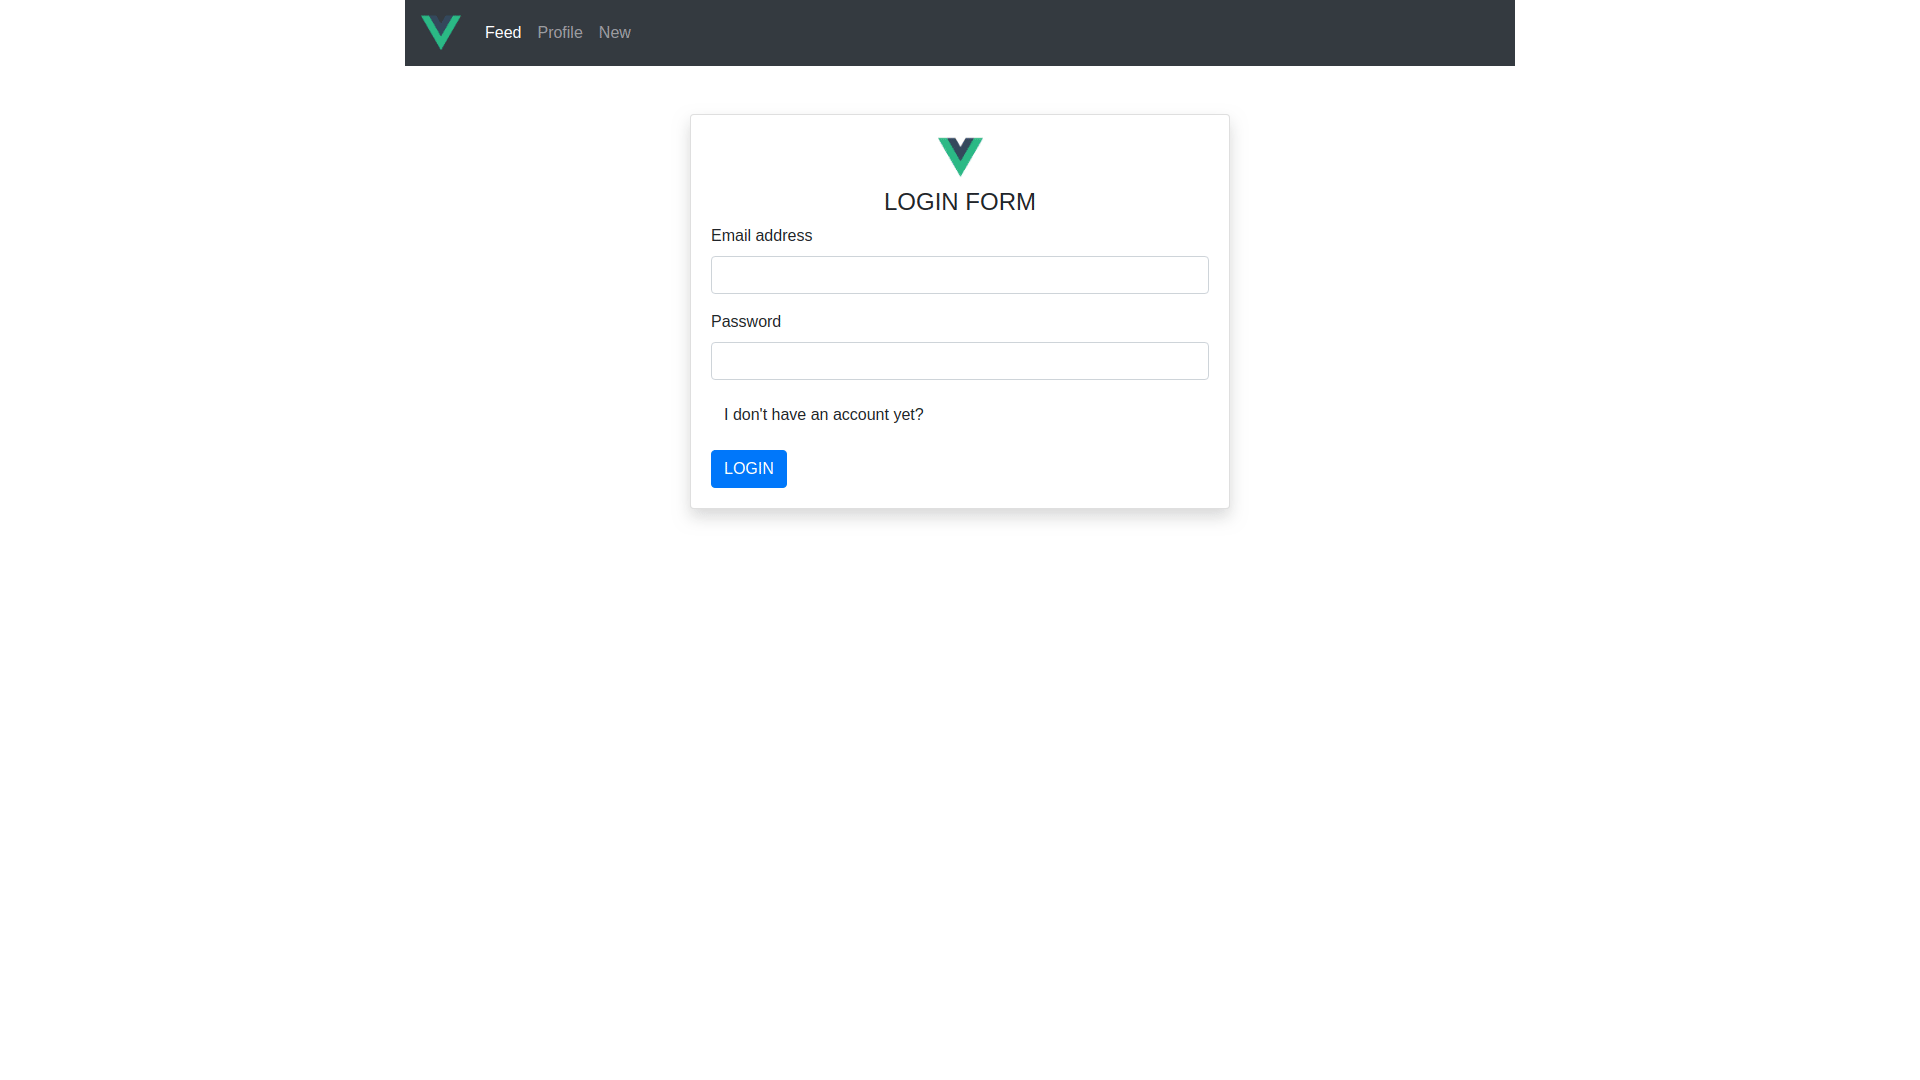 Feed Profile New
LOGIN FORM
Email address
Password
I don't have an account yet?
LOGIN